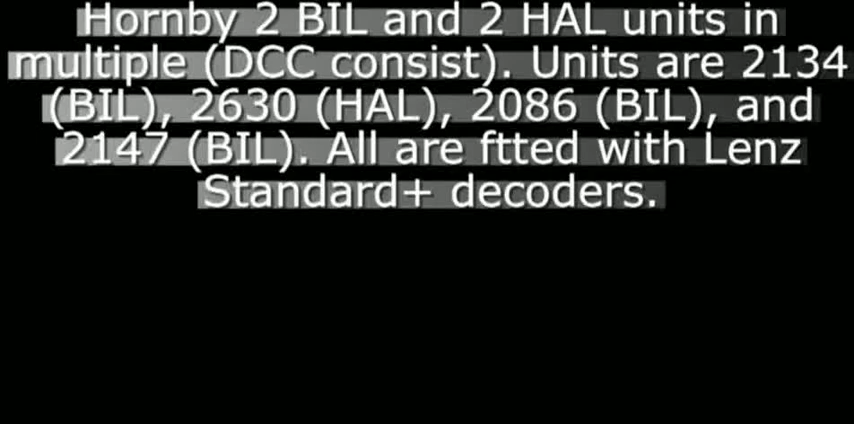 Hornby 2 BIL and 2 HAL units in
multiple (DCC consist). Units are 2134
(BIL), 2630 (HAL), 2086 (BIL), and
2147 (BIL). All are ftted with Lenz
Standard+ decoders.